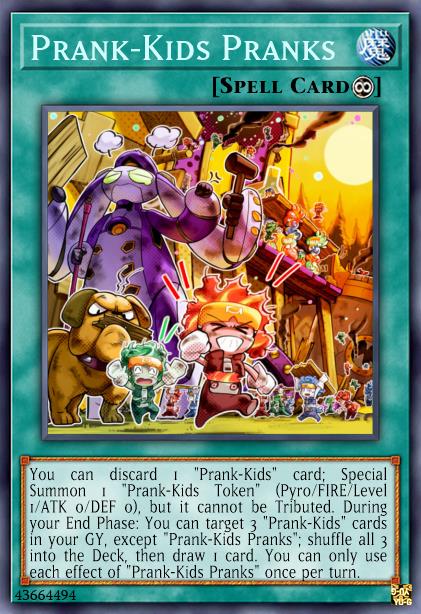 Prank-Kids Pranks
魔
[Spell Card∞]
You can discard 1 "Prank-Kids" card; Special
Summon 1 "Prank-Kids Token" (Pyro/FIRE/Level
1/ATK 0/DEF 0), but it cannot be Tributed. During
your End Phase: You can target 3 "Prank-Kids" cards
in your GY, except "Prank-Kids Pranks"; shuffle all 3
into the Deck, then draw 1 card. You can only use
each effect of "Prank-Kids Pranks" once per turn.
43664494